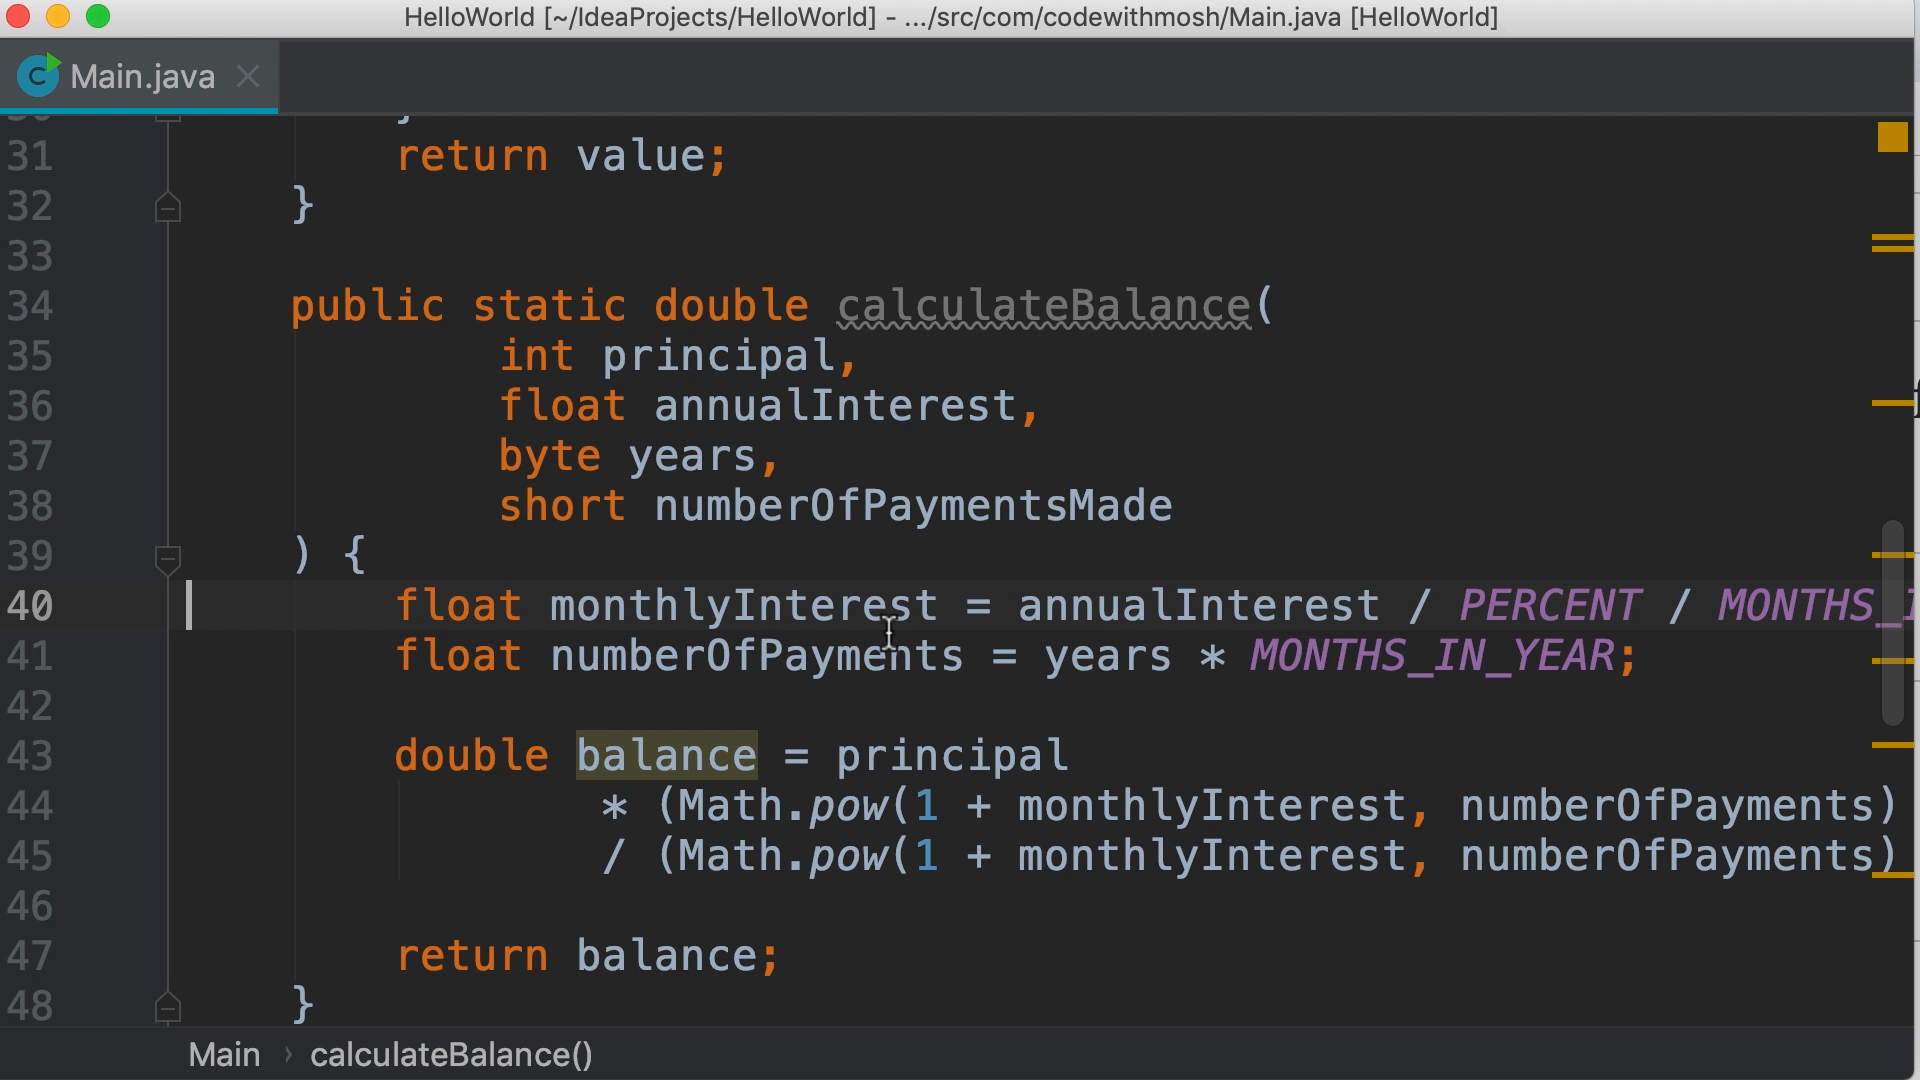 HelloWorld [~/IdeaProjects/HelloWorld] - .../src/com/codewithmosh/Main.java [HelloWorld]
Main.java
31 return value;
32 }
33
34 public static double calculateBalance(
35 int principal,
36 float annualInterest,
37 byte years,
38 short numberOfPaymentsMade
39 ) {
40 float monthlyInterest = annualInterest / PERCENT / MONTHS_I
41 float numberOfPayments = years * MONTHS_IN_YEAR;
42
43 double balance = principal
44 * (Math.pow(1 + monthlyInterest, numberOfPayments)
45 / (Math.pow(1 + monthlyInterest, numberOfPayments)
46
47 return balance;
48 }
Main › calculateBalance()